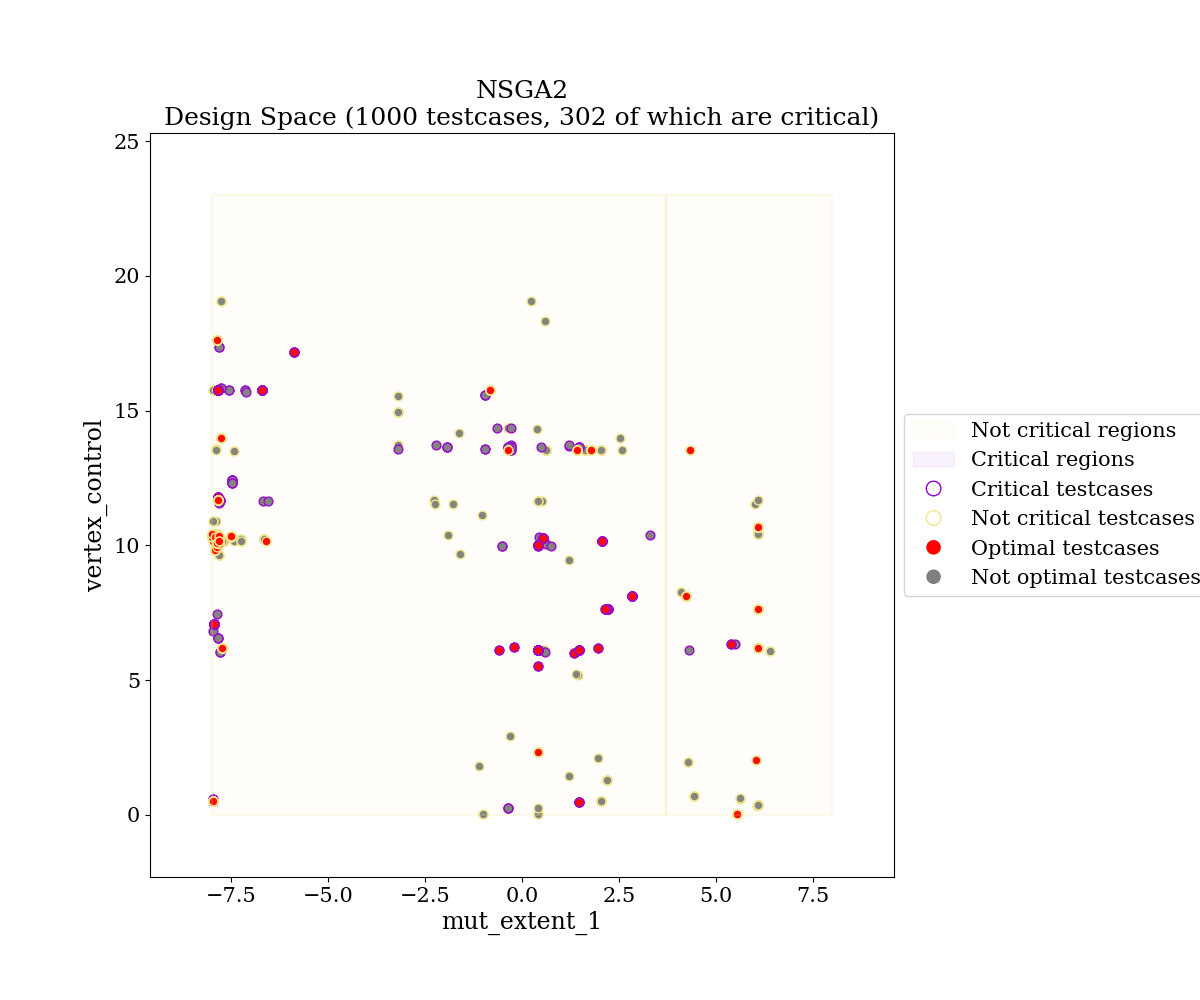 NSGA2
Design Space (1000 testcases, 302 of which are critical)
25
20
15
10
5
0
vertex_control
−7.5
−5.0
−2.5
0.0
2.5
5.0
7.5
mut_extent_1
Not critical regions
Critical regions
Critical testcases
Not critical testcases
Optimal testcases
Not optimal testcases